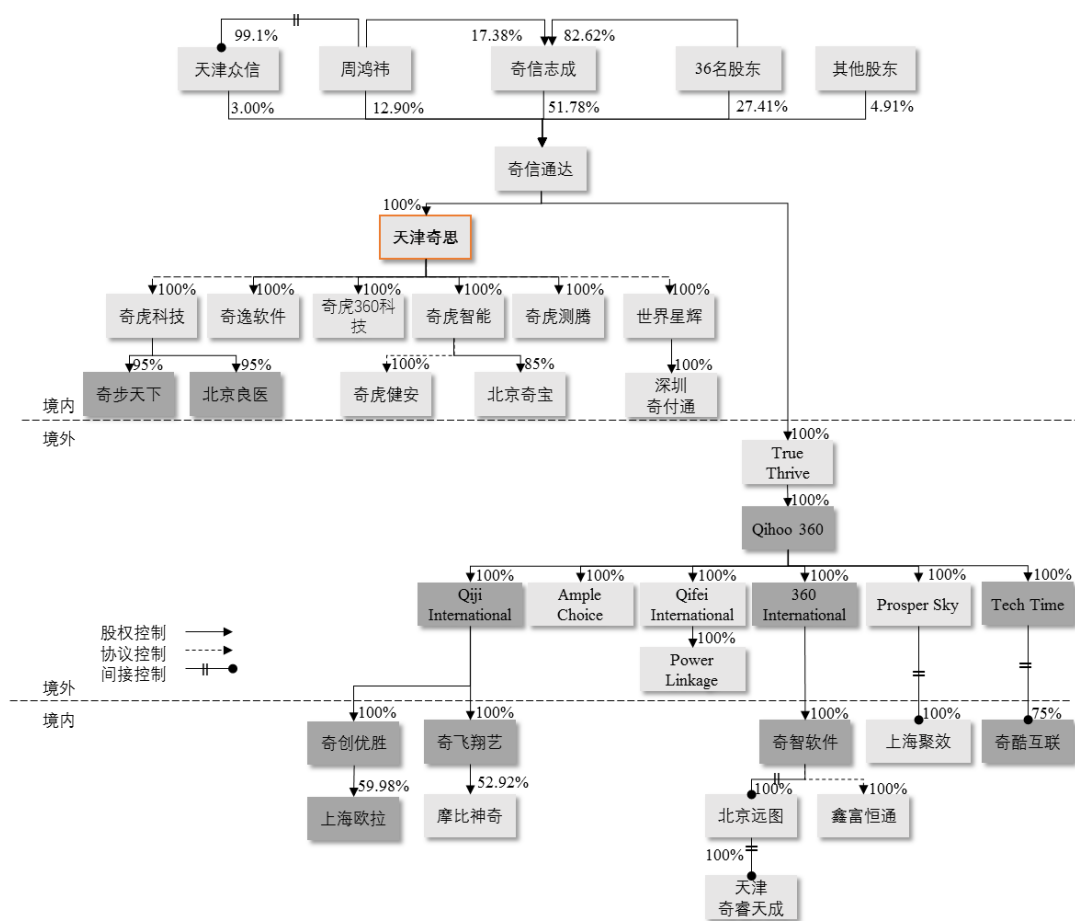 99.1%
17.38%
82.62%
天津众信
周鸿祎
奇信志成
36名股东
其他股东
3.00%
12.90%
51.78%
27.41%
4.91%
奇信通达
100%
天津奇思
100%
100%
100%
100%
100%
100%
奇虎科技
奇逸软件
奇虎360科
技
奇虎智能
奇虎测腾
世界星辉
95%
95%
100%
85%
100%
奇步天下
北京良医
奇虎健安
北京奇宝
深圳
奇付通
境内
境外
100%
True
Thrive
100%
Qihoo 360
100%
100%
100%
100%
100%
100%
Qiji
International
Ample
Choice
Qifei
International
360
International
Prosper Sky
Tech Time
股权控制
协议控制
间接控制
100%
Power
Linkage
境外
境内
100%
100%
100%
100%
75%
奇创优胜
奇飞翔艺
奇智软件
上海聚效
奇酷互联
59.98%
52.92%
100%
100%
上海欧拉
摩比神奇
北京远图
鑫富恒通
100%
天津
奇睿天成